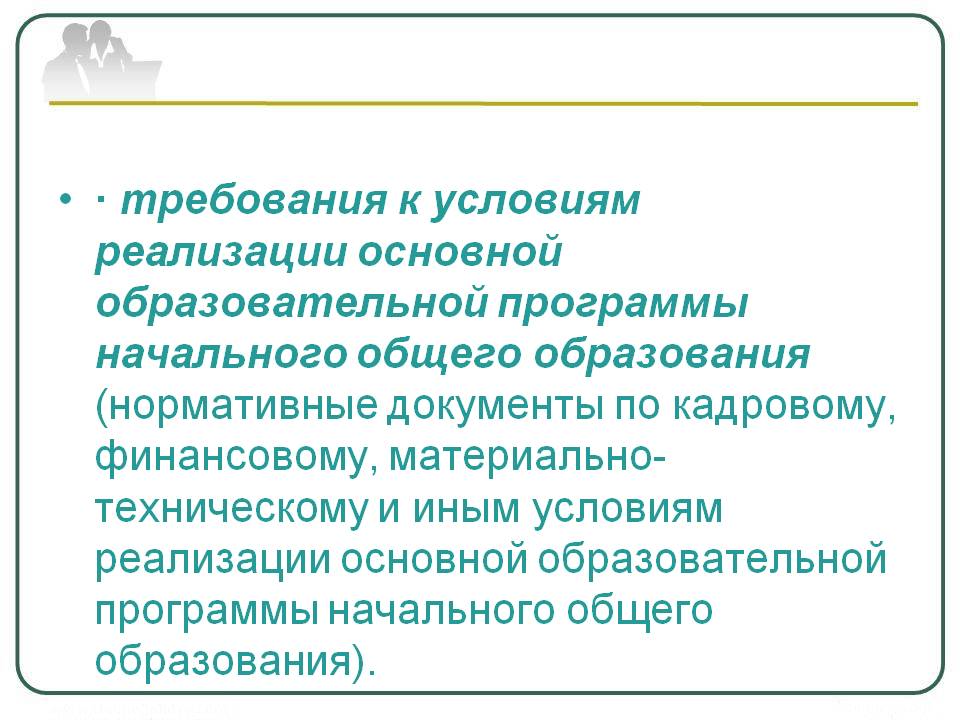 • · требования к условиям
реализации основной
образовательной программы
начального общего образования
(нормативные документы по кадровому,
финансовому, материально-
техническому и иным условиям
реализации основной образовательной
программы начального общего
образования).